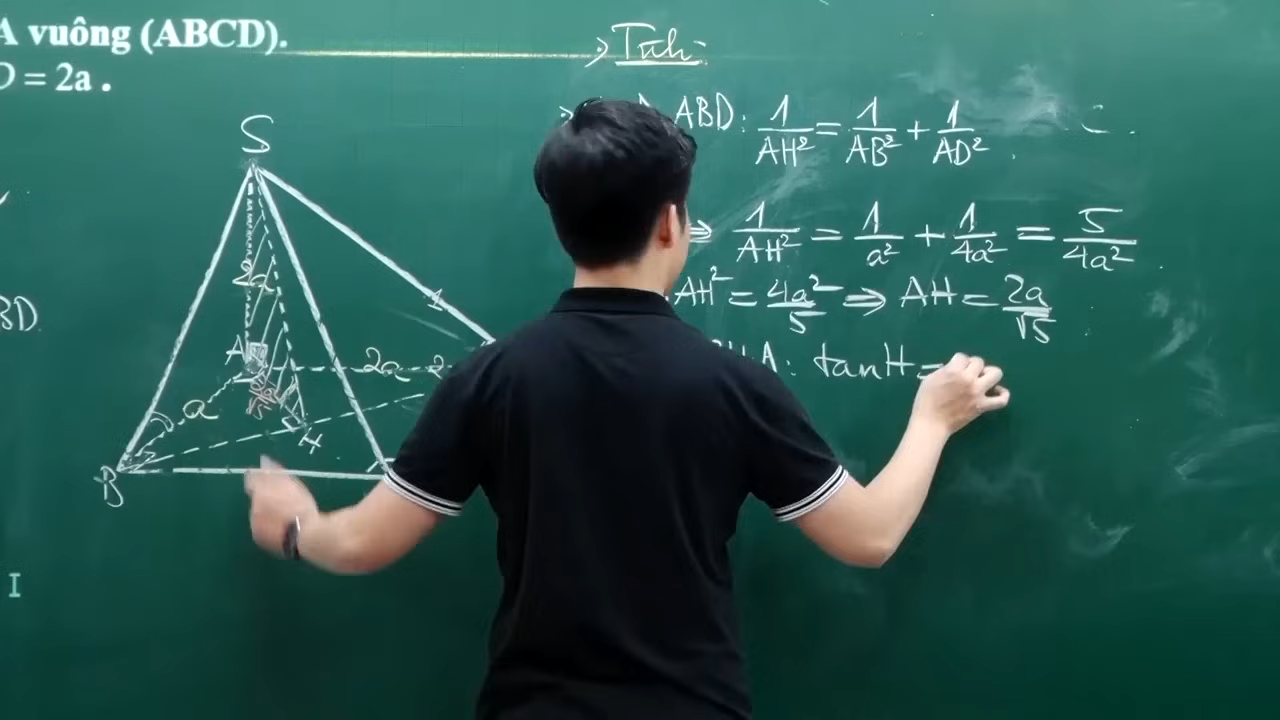 A vuông (ABCD).
= 2a .
> Tính
ABD: 1/AH² = 1/AB² + 1/AD².
⇒ 1/AH² = 1/a² + 1/4a² = 5/4a²
AH² = 4a²/5 ⇒ AH = 2a/√5
A: tanH =
S
2a
A
2a
a
H
B
BD